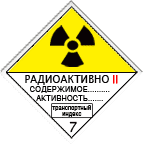 РАДИОАКТИВНО II
СОДЕРЖИМОЕ..........
АКТИВНОСТЬ.......
транспортный
индекс
7